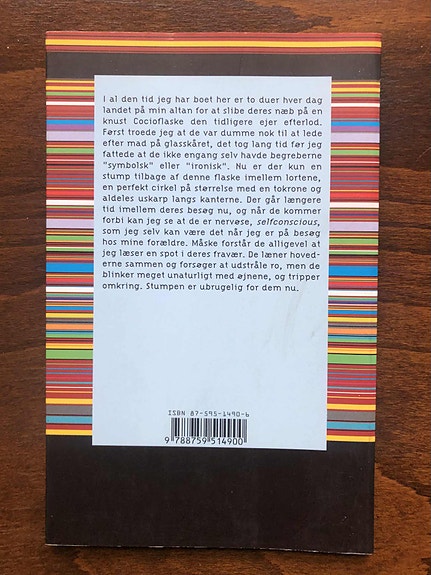 I al den tid jeg har boet her er to duer hver dag
landet på min altan for at slibe deres næb på en
knust Cocioflaske den tidligere ejer efterlod.
Først troede jeg at de var dumme nok til at lede
efter mad på glasskåret, det tog lang tid før jeg
fattede at de ikke engang selv havde begreberne
"symbolsk" eller "ironisk". Nu er der kun en
stump tilbage af denne flaske imellem lortene,
en perfekt cirkel på størrelse med en tokrone og
aldeles uskarp langs kanterne. Der går længere
tid imellem deres besøg nu, og når de kommer
forbi kan jeg se at de er nervøse, selfconscious,
som jeg selv kan være det når jeg er på besøg
hos mine forældre. Måske forstår de alligevel at
jeg læser en spot i deres fravær. De læner hoved-
erne sammen og forsøger at udstråle ro, men de
blinker meget unaturligt med øjnene, og tripper
omkring. Stumpen er ubrugelig for dem nu.
ISBN 87-595-1490-6
9 788759 514900